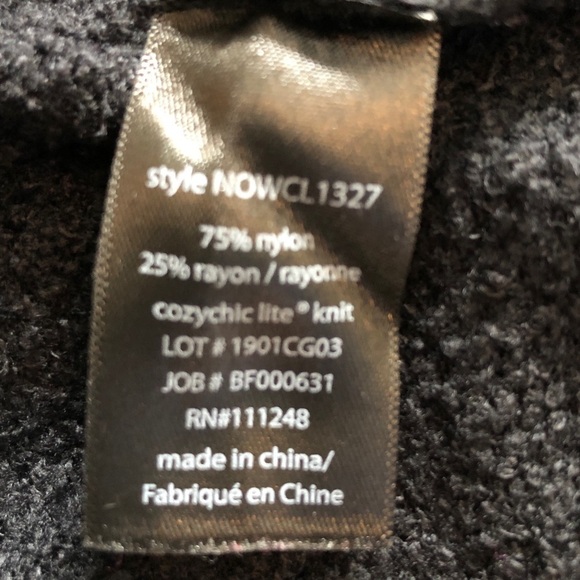 style NOWCL1327
75% nylon
25% rayon / rayonne
cozychic lite® knit
LOT # 1901CG03
JOB # BF000631
RN#111248
made in china/
Fabriqué en Chine